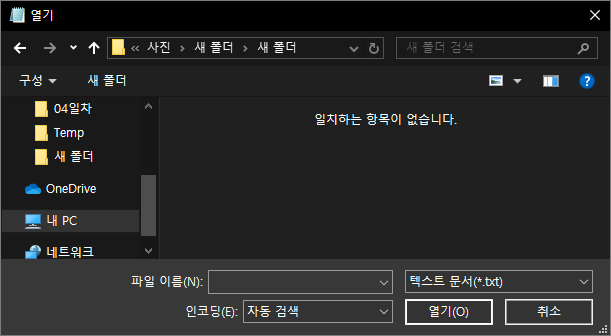 열기
« 사진 > 새 폴더 > 새 폴더
새 폴더 검색
구성
새 폴더
04일차
Temp
새 폴더
OneDrive
내 PC
네트워크
일치하는 항목이 없습니다.
파일 이름(N):
텍스트 문서(*.txt)
인코딩(E):
자동 검색
열기(O)
취소